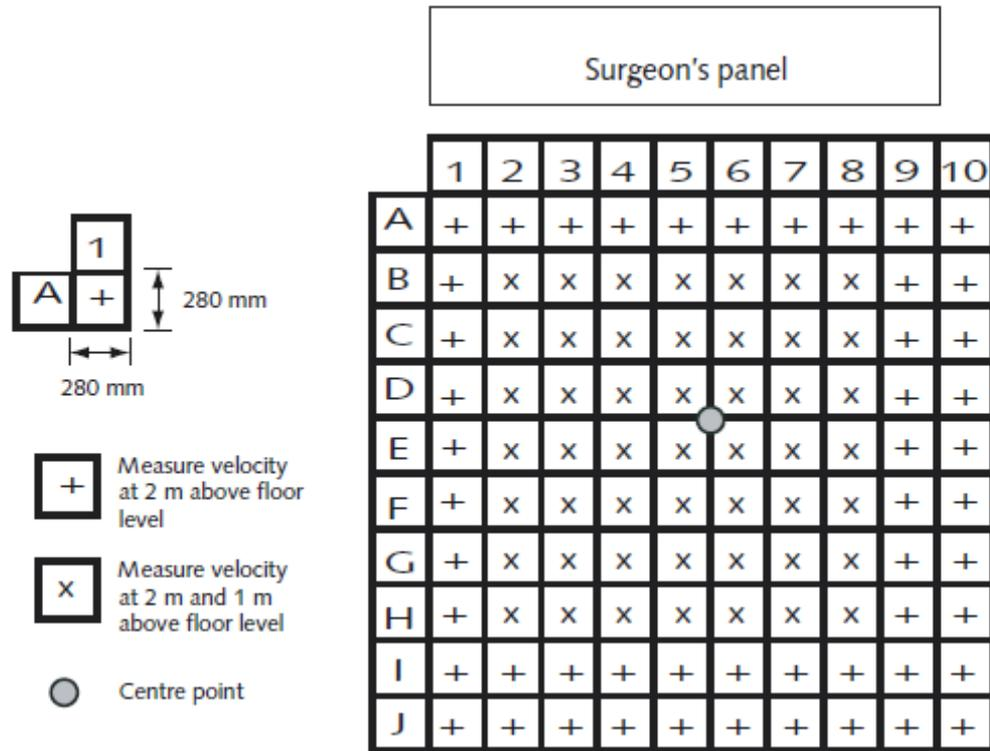 Surgeon's panel
1 2 3 4 5 6 7 8 9 10
A + + + + + + + + + +
B + x x x x x x x + +
C + x x x x x x x + +
D + x x x x x x x + +
E + x x x x x x x + +
F + x x x x x x x + +
G + x x x x x x x + +
H + x x x x x x x + +
I + + + + + + + + + +
J + + + + + + + + + +
1
A +
280 mm
280 mm
+
Measure velocity
at 2 m above floor
level
x
Measure velocity
at 2 m and 1 m
above floor level
Centre point